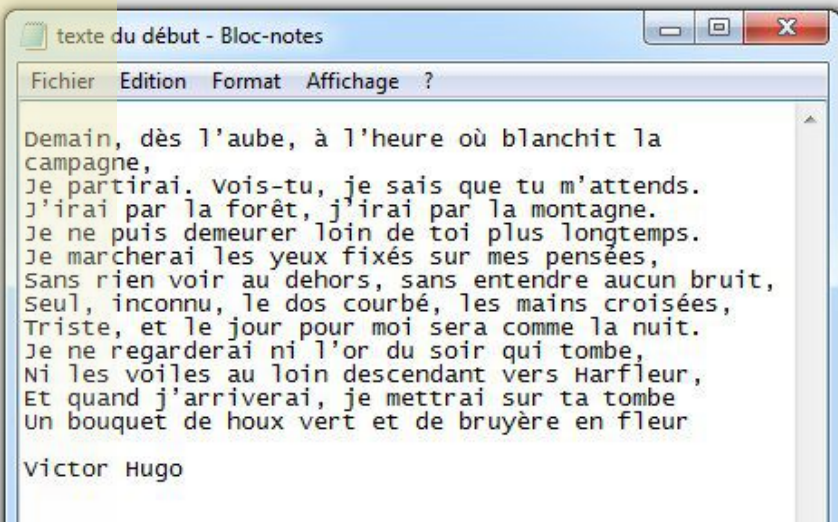 texte du début - Bloc-notes
Fichier Edition Format Affichage ?
Demain, dès l'aube, à l'heure où blanchit la
campagne,
Je partirai. Vois-tu, je sais que tu m'attends.
J'irai par la forêt, j'irai par la montagne.
Je ne puis demeurer loin de toi plus longtemps.
Je marcherai les yeux fixés sur mes pensées,
Sans rien voir au dehors, sans entendre aucun bruit,
Seul, inconnu, le dos courbé, les mains croisées,
Triste, et le jour pour moi sera comme la nuit.
Je ne regarderai ni l'or du soir qui tombe,
Ni les voiles au loin descendant vers Harfleur,
Et quand j'arriverai, je mettrai sur ta tombe
Un bouquet de houx vert et de bruyère en fleur
Victor Hugo